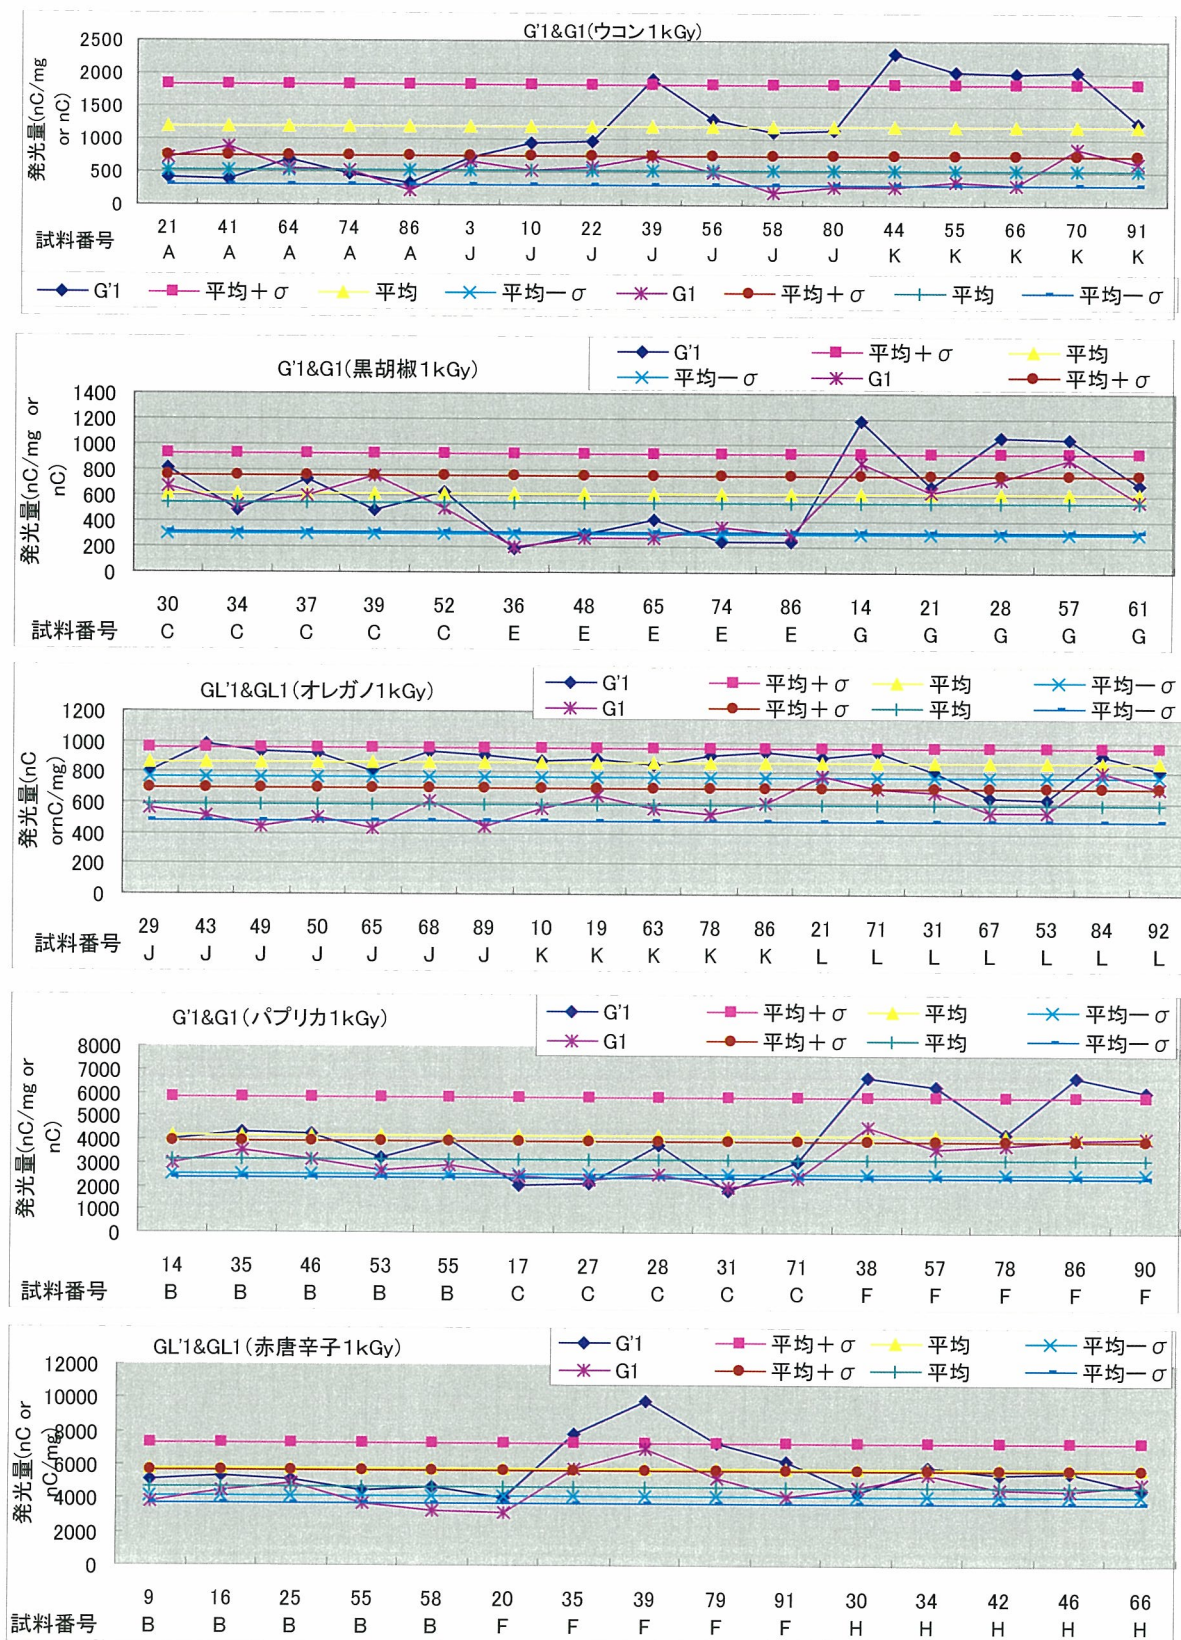 G'1&G1(ウコン1kGy)
発光量(nC/mg or nC)
2500
2000
1500
1000
500
0
試料番号
21 41 64 74 86 3 10 22 39 56 58 80 44 55 66 70 91
A A A A A J J J J J J J K K K K K
G'1 平均+σ 平均 平均-σ G1 平均+σ 平均 平均-σ
G'1&G1(黒胡椒1kGy)
G'1 平均+σ 平均
平均-σ G1 平均+σ
発光量(nC/mg or nC)
1400
1200
1000
800
600
400
200
0
試料番号
30 34 37 39 52 36 48 65 74 86 14 21 28 57 61
C C C C C E E E E E G G G G G
GL'1&GL1(オレガノ1kGy)
G'1 平均+σ 平均 平均-σ
G1 平均+σ 平均 平均-σ
発光量(nC ornC/mg)
1200
1000
800
600
400
200
0
試料番号
29 43 49 50 65 68 89 10 19 63 78 86 21 71 31 67 53 84 92
J J J J J J J K K K K K L L L L L L L
G'1&G1(パプリカ1kGy)
G'1 平均+σ 平均 平均-σ
G1 平均+σ 平均 平均-σ
発光量(nC/mg or nC)
8000
7000
6000
5000
4000
3000
2000
1000
0
試料番号
14 35 46 53 55 17 27 28 31 71 38 57 78 86 90
B B B B B C C C C C F F F F F
GL'1&GL1(赤唐辛子1kGy)
G'1 平均+σ 平均 平均-σ
G1 平均+σ 平均 平均-σ
発光量(nC or nC/mg)
12000
10000
8000
6000
4000
2000
0
試料番号
9 16 25 55 58 20 35 39 79 91 30 34 42 46 66
B B B B B F F F F F H H H H H